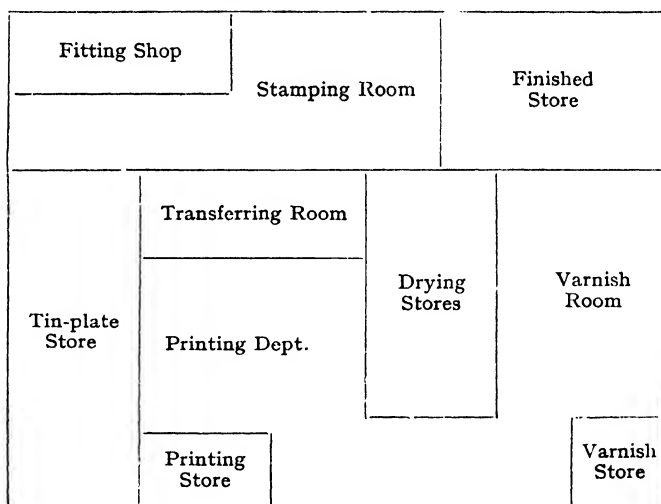 Fitting Shop
Stamping Room
Finished
Store
Transferring Room
Tin-plate
Store
Printing Dept.
Drying
Stores
Varnish
Room
Printing
Store
Varnish
Store